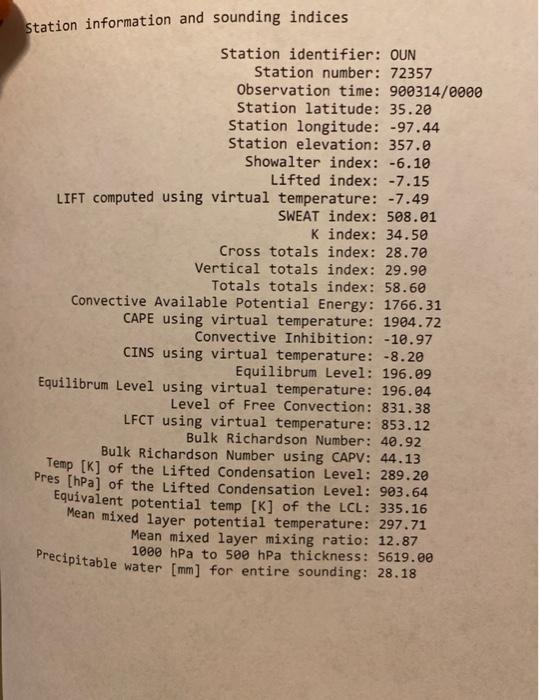 Station information and sounding indices
Station identifier: OUN
Station number: 72357
Observation time: 900314/0000
Station latitude: 35.20
Station longitude: -97.44
Station elevation: 357.0
Showalter index: -6.10
Lifted index: -7.15
LIFT computed using virtual temperature: -7.49
SWEAT index: 508.01
K index: 34.50
Cross totals index: 28.70
Vertical totals index: 29.90
Totals totals index: 58.60
Convective Available Potential Energy: 1766.31
CAPE using virtual temperature: 1904.72
Convective Inhibition: -10.97
CINS using virtual temperature: -8.20
Equilibrum Level: 196.09
Equilibrum Level using virtual temperature: 196.04
Level of Free Convection: 831.38
LFCT using virtual temperature: 853.12
Bulk Richardson Number: 40.92
Bulk Richardson Number using CAPV: 44.13
Temp [K] of the Lifted Condensation Level: 289.20
Pres [hPa] of the Lifted Condensation Level: 903.64
Equivalent potential temp [K] of the LCL: 335.16
Mean mixed layer potential temperature: 297.71
Mean mixed layer mixing ratio: 12.87
1000 hPa to 500 hPa thickness: 5619.00
Precipitable water [mm] for entire sounding: 28.18